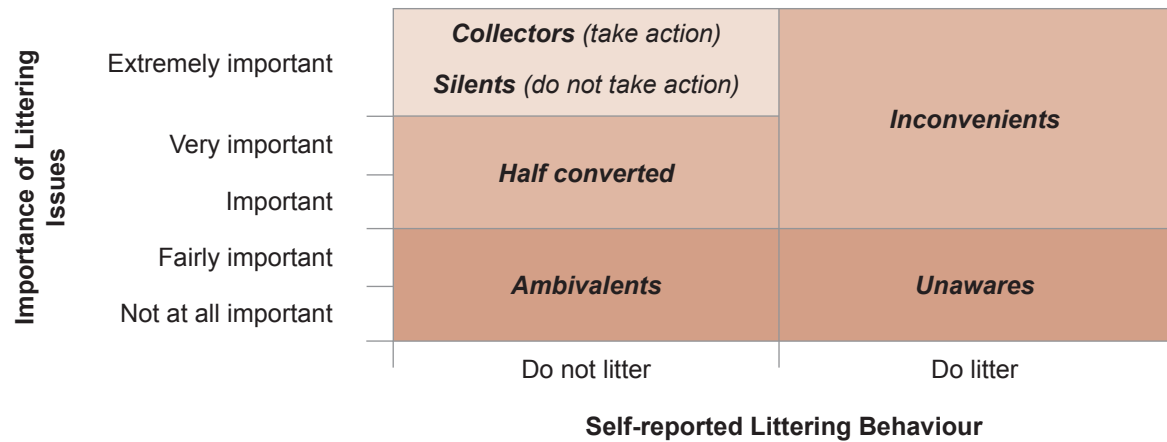 Importance of Littering
Issues
Extremely important
Very important
Important
Fairly important
Not at all important
Collectors (take action)
Silents (do not take action)
Half converted
Ambivalents
Inconvenients
Unawares
Do not litter
Do litter
Self-reported Littering Behaviour